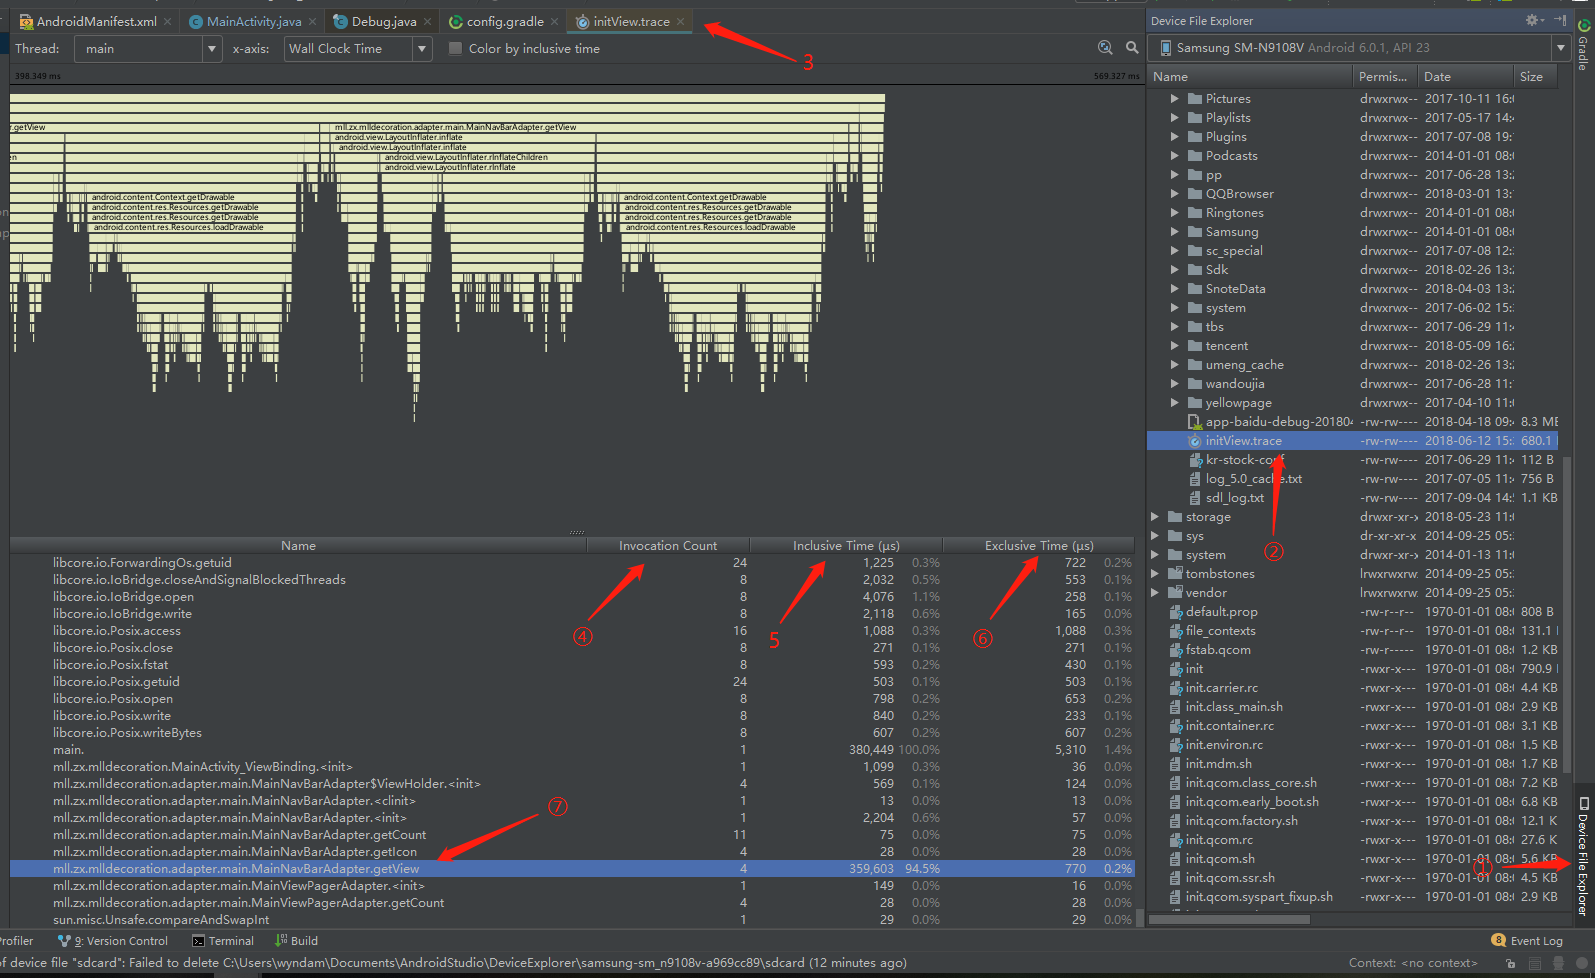 AndroidManifest.xml
MainActivity.java
Debug.java
config.gradle
initView.trace
Thread: main x-axis: Wall Clock Time Color by inclusive time
3
398.349 ms 569.327 ms
r.getView mll.zx.mlldecoration.adapter.main.MainNavBarAdapter.getView
android.view.LayoutInflater.inflate
android.view.LayoutInflater.inflate
en android.view.LayoutInflater.rInflateChildren
android.view.LayoutInflater.rInflate
android.content.Context.getDrawable android.content.Context.getDrawable
android.content.res.Resources.getDrawable android.content.res.Resources.getDrawable
android.content.res.Resources.getDrawable android.content.res.Resources.getDrawable
android.content.res.Resources.loadDrawable android.content.res.Resources.loadDrawable
Name Invocation Count Inclusive Time (μs) Exclusive Time (μs)
libcore.io.ForwardingOs.getuid 24 1,225 0.3% 722 0.2%
libcore.io.IoBridge.closeAndSignalBlockedThreads 8 2,032 0.5% 553 0.1%
libcore.io.IoBridge.open 8 4,076 1.1% 258 0.1%
libcore.io.IoBridge.write 8 2,118 0.6% 165 0.0%
libcore.io.Posix.access 16 1,088 0.3% 1,088 0.3%
④ 5 ⑥
libcore.io.Posix.close 8 271 0.1% 271 0.1%
libcore.io.Posix.fstat 8 593 0.2% 430 0.1%
libcore.io.Posix.getuid 24 503 0.1% 503 0.1%
libcore.io.Posix.open 8 798 0.2% 653 0.2%
libcore.io.Posix.write 8 840 0.2% 233 0.1%
libcore.io.Posix.writeBytes 8 607 0.2% 607 0.2%
main. 1 380,449 100.0% 5,310 1.4%
mll.zx.mlldecoration.MainActivity_ViewBinding.<init> 1 1,099 0.3% 36 0.0%
mll.zx.mlldecoration.adapter.main.MainNavBarAdapter$ViewHolder.<init> 4 569 0.1% 124 0.0%
mll.zx.mlldecoration.adapter.main.MainNavBarAdapter.<clinit> 1 13 0.0% 13 0.0%
⑦
mll.zx.mlldecoration.adapter.main.MainNavBarAdapter.<init> 1 2,204 0.6% 57 0.0%
mll.zx.mlldecoration.adapter.main.MainNavBarAdapter.getCount 11 75 0.0% 75 0.0%
mll.zx.mlldecoration.adapter.main.MainNavBarAdapter.getIcon 4 28 0.0% 28 0.0%
mll.zx.mlldecoration.adapter.main.MainNavBarAdapter.getView 4 359,603 94.5% 770 0.2%
mll.zx.mlldecoration.adapter.main.MainViewPagerAdapter.<init> 1 149 0.0% 16 0.0%
mll.zx.mlldecoration.adapter.main.MainViewPagerAdapter.getCount 4 28 0.0% 28 0.0%
sun.misc.Unsafe.compareAndSwapInt 1 29 0.0% 29 0.0%
Device File Explorer
Samsung SM-N9108V Android 6.0.1, API 23
Name Permis... Date Size
Pictures drwxrwx-- 2017-10-11 16:
Playlists drwxrwx-- 2017-05-17 14:
Plugins drwxrwx-- 2017-07-08 19:
Podcasts drwxrwx-- 2014-01-01 08:
pp drwxrwx-- 2017-06-28 13:
QQBrowser drwxrwx-- 2018-03-01 13:
Ringtones drwxrwx-- 2014-01-01 08:
Samsung drwxrwx-- 2014-01-01 08:
sc_special drwxrwx-- 2017-07-08 12:
Sdk drwxrwx-- 2018-02-26 13:
SnoteData drwxrwx-- 2018-04-03 13:
system drwxrwx-- 2017-06-02 15:
tbs drwxrwx-- 2017-06-29 11:
tencent drwxrwx-- 2018-05-09 16:
umeng_cache drwxrwx-- 2018-02-26 13:
wandoujia drwxrwx-- 2017-06-28 11:
yellowpage drwxrwx-- 2017-04-10 11:
app-baidu-debug-20180 -rw-rw---- 2018-04-18 09: 8.3 MB
initView.trace -rw-rw---- 2018-06-12 15: 680.1
kr-stock-conf -rw-rw---- 2017-06-29 11: 112 B
log_5.0_cache.txt -rw-rw---- 2017-07-05 11: 756 B
sdl_log.txt -rw-rw---- 2017-09-04 14: 1.1 KB
storage drwxr-xr-x 2018-05-23 11:
sys dr-xr-xr-x 2014-09-25 05:
②
system drwxr-xr-x 2014-01-13 11:
tombstones lrwxrwxrw 2014-09-25 05:
vendor lrwxrwxrw 2014-09-25 05:
default.prop -rw-r--r-- 1970-01-01 08: 808 B
file_contexts -rw-r--r-- 1970-01-01 08: 131.1
fstab.qcom -rw-r----- 1970-01-01 08: 1.2 KB
init -rwxr-x--- 1970-01-01 08: 790.9
init.carrier.rc -rwxr-x--- 1970-01-01 08: 4.4 KB
init.class_main.sh -rwxr-x--- 1970-01-01 08: 2.9 KB
init.container.rc -rwxr-x--- 1970-01-01 08: 3.1 KB
init.environ.rc -rwxr-x--- 1970-01-01 08: 1.5 KB
init.mdm.sh -rwxr-x--- 1970-01-01 08: 2.9 KB
init.qcom.class_core.sh -rwxr-x--- 1970-01-01 08: 7.2 KB
init.qcom.early_boot.sh -rwxr-x--- 1970-01-01 08: 6.8 KB
init.qcom.factory.sh -rwxr-x--- 1970-01-01 08: 12.1 K
init.qcom.rc -rwxr-x--- 1970-01-01 08: 27.6 K
init.qcom.sh -rwxr-x--- 1970-01-01 08: 5.6 KB
①
init.qcom.ssr.sh -rwxr-x--- 1970-01-01 08: 4.5 KB
init.qcom.syspart_fixup.sh -rwxr-x--- 1970-01-01 08: 2.9 KB
Gradle
Device File Explorer
rofiler 9: Version Control Terminal Build 8 Event Log
of device file "sdcard": Failed to delete C:\Users\wyndam\Documents\AndroidStudio\DeviceExplorer\samsung-sm_n9108v-a969cc89\sdcard (12 minutes ago) Context: <no context>